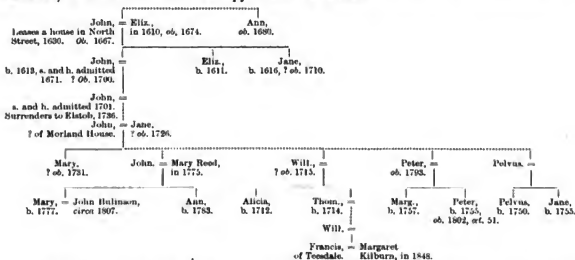 John, = Eliz., Ann,
Leases a house in North in 1610, ob. 1674. ob. 1680.
Street, 1630. Ob. 1667.
John, = Eliz., Jane,
b. 1613, s. and h. admitted b. 1611. b. 1616, ? ob. 1710.
1671. ? Ob. 1700.
John, =
s. and h. admitted 1701.
Surrenders to Elstob, 1736.
John, = Jane,
? of Morland House. ? ob. 1726.
Mary, John. = Mary Reed, Will., = Peter, = Pelvus. =
? ob. 1731. in 1775. ? ob. 1715. ob. 1793.
Mary, = John Hulinson, Ann, Alicia, Thom., = Marg., Peter, Pelvus, Jane,
b. 1777. circa 1807. b. 1783. b. 1712. b. 1714. b. 1757. b. 1755, b. 1750. b. 1755.
ob. 1802, æt. 51.
Will. =
Francis, = Margaret
of Teesdale. Kilburn, in 1848.